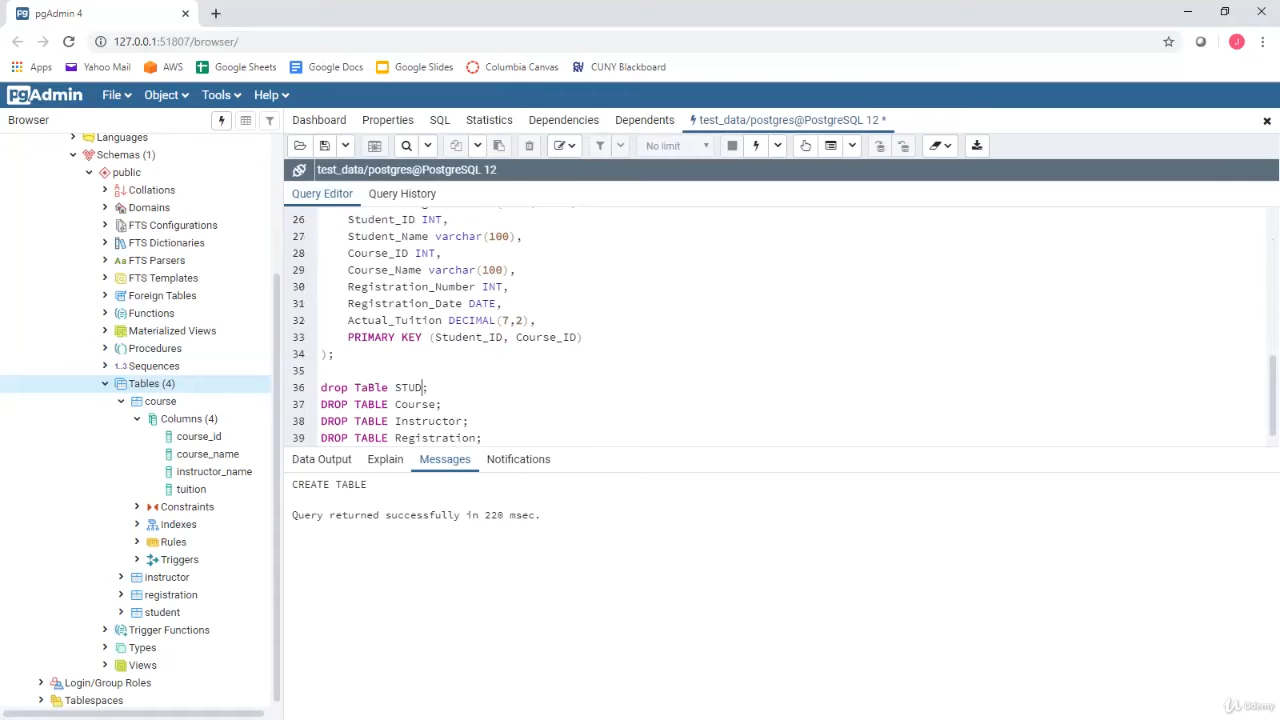 pgAdmin 4
127.0.0.1:51807/browser/
Apps Yahoo Mail AWS Google Sheets Google Docs Google Slides Columbia Canvas CUNY Blackboard
pgAdmin File Object Tools Help
Browser
Dashboard Properties SQL Statistics Dependencies Dependents test_data/postgres@PostgreSQL 12 *
No limit
test_data/postgres@PostgreSQL 12
Query Editor Query History
Languages
Schemas (1)
public
Collations
Domains
FTS Configurations
FTS Dictionaries
FTS Parsers
FTS Templates
Foreign Tables
Functions
Materialized Views
Procedures
1..3 Sequences
Tables (4)
course
Columns (4)
course_id
course_name
instructor_name
tuition
Constraints
Indexes
Rules
Triggers
instructor
registration
student
Trigger Functions
Types
Views
Login/Group Roles
Tablespaces
26 Student_ID INT,
27 Student_Name varchar(100),
28 Course_ID INT,
29 Course_Name varchar(100),
30 Registration_Number INT,
31 Registration_Date DATE,
32 Actual_Tuition DECIMAL(7,2),
33 PRIMARY KEY (Student_ID, Course_ID)
34 );
35
36 drop TaBle STUD;
37 DROP TABLE Course;
38 DROP TABLE Instructor;
39 DROP TABLE Registration;
Data Output Explain Messages Notifications
CREATE TABLE
Query returned successfully in 220 msec.
Udemy